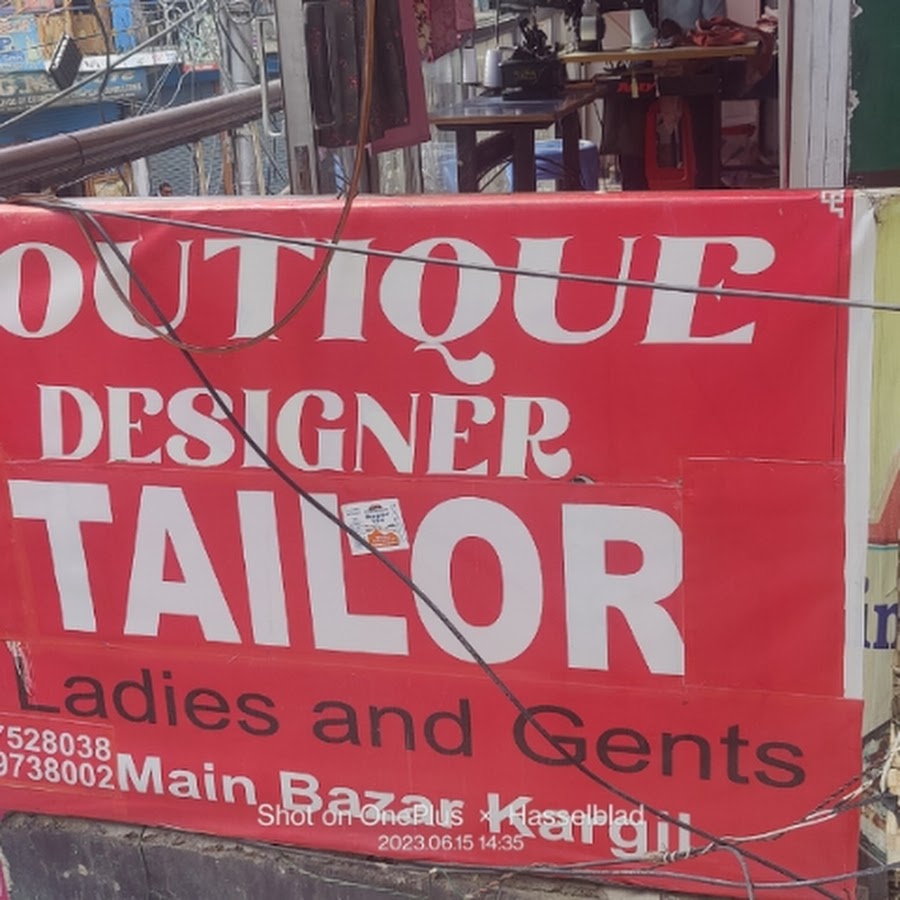 OUTIQUE
DESIGNER
TAILOR
Ladies and Gents
7528038
9738002
Main Bazar Kargil
Shot on OnePlus × Hasselblad
2023.06.15 14:35